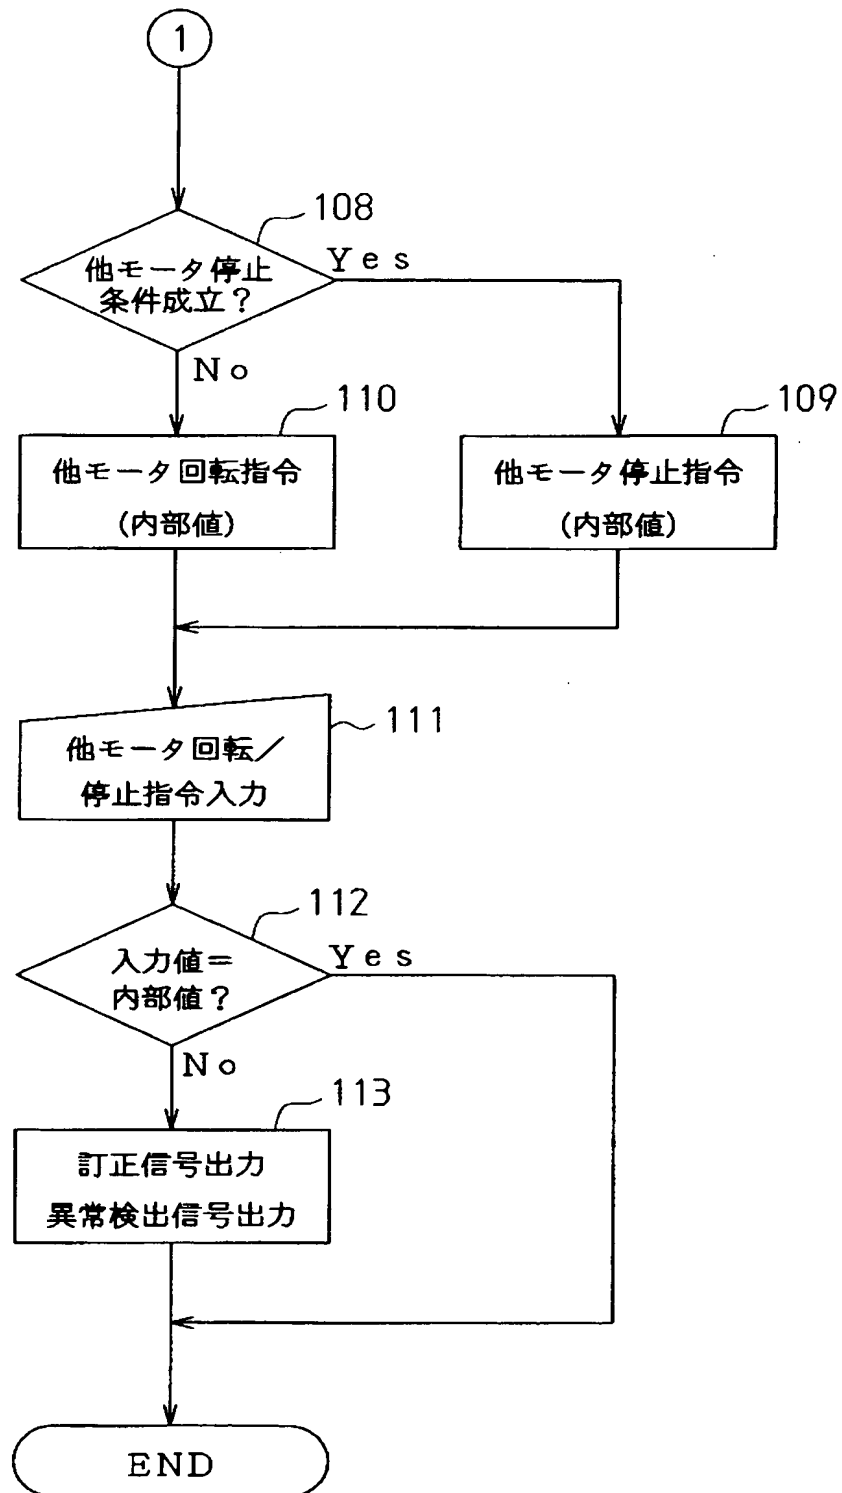 1
108
他モータ停止
条件成立？
Yes
No
110
他モータ回転指令
(内部値)
109
他モータ停止指令
(内部値)
111
他モータ回転／
停止指令入力
112
入力値＝
内部値？
Yes
No
113
訂正信号出力
異常検出信号出力
END